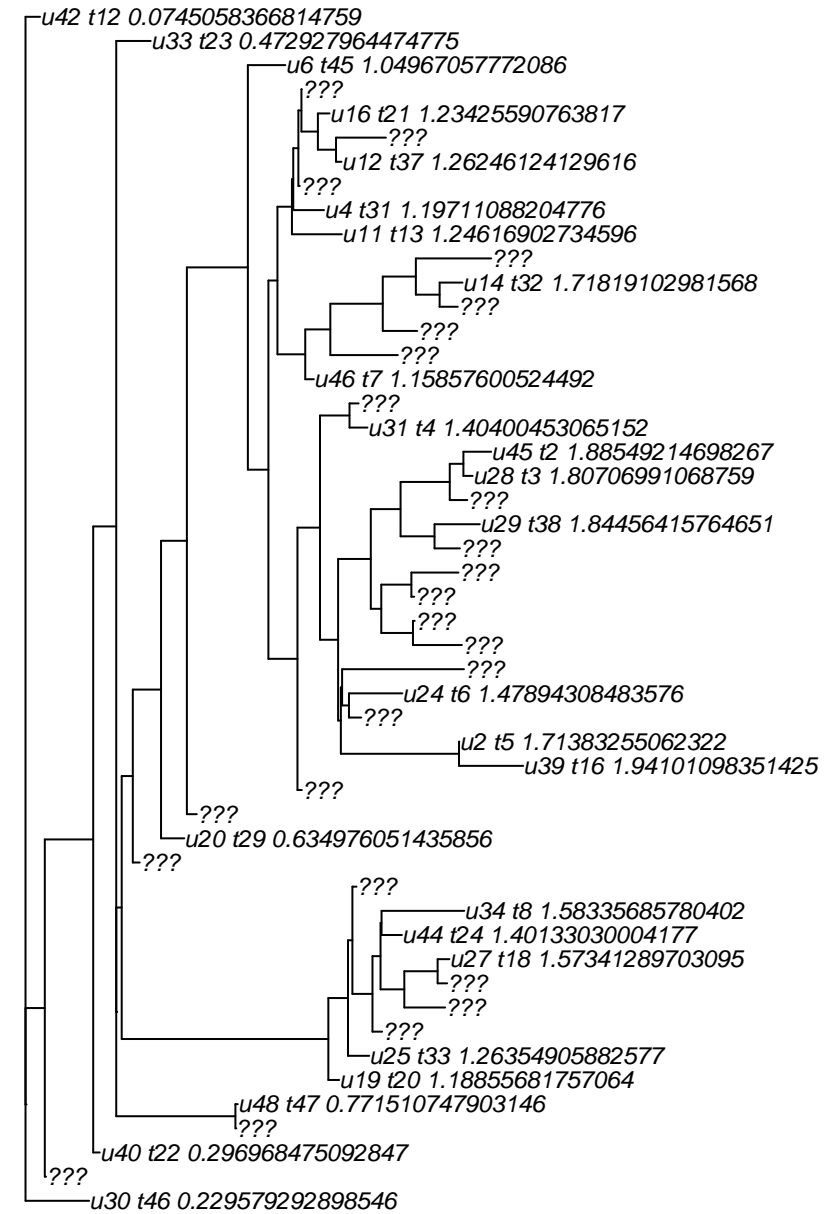 u42 t12 0.0745058366814759
u33 t23 0.472927964474775
u6 t45 1.04967057772086
???
u16 t21 1.23425590763817
???
u12 t37 1.26246124129616
???
u4 t31 1.19711088204776
u11 t13 1.24616902734596
???
u14 t32 1.71819102981568
???
???
???
u46 t7 1.15857600524492
???
u31 t4 1.40400453065152
u45 t2 1.88549214698267
u28 t3 1.80706991068759
???
u29 t38 1.84456415764651
???
???
???
???
???
???
u24 t6 1.47894308483576
???
u2 t5 1.71383255062322
u39 t16 1.94101098351425
???
???
u20 t29 0.634976051435856
???
???
u34 t8 1.58335685780402
u44 t24 1.40133030004177
u27 t18 1.57341289703095
???
???
???
u25 t33 1.26354905882577
u19 t20 1.18855681757064
u48 t47 0.771510747903146
???
u40 t22 0.296968475092847
???
u30 t46 0.229579292898546